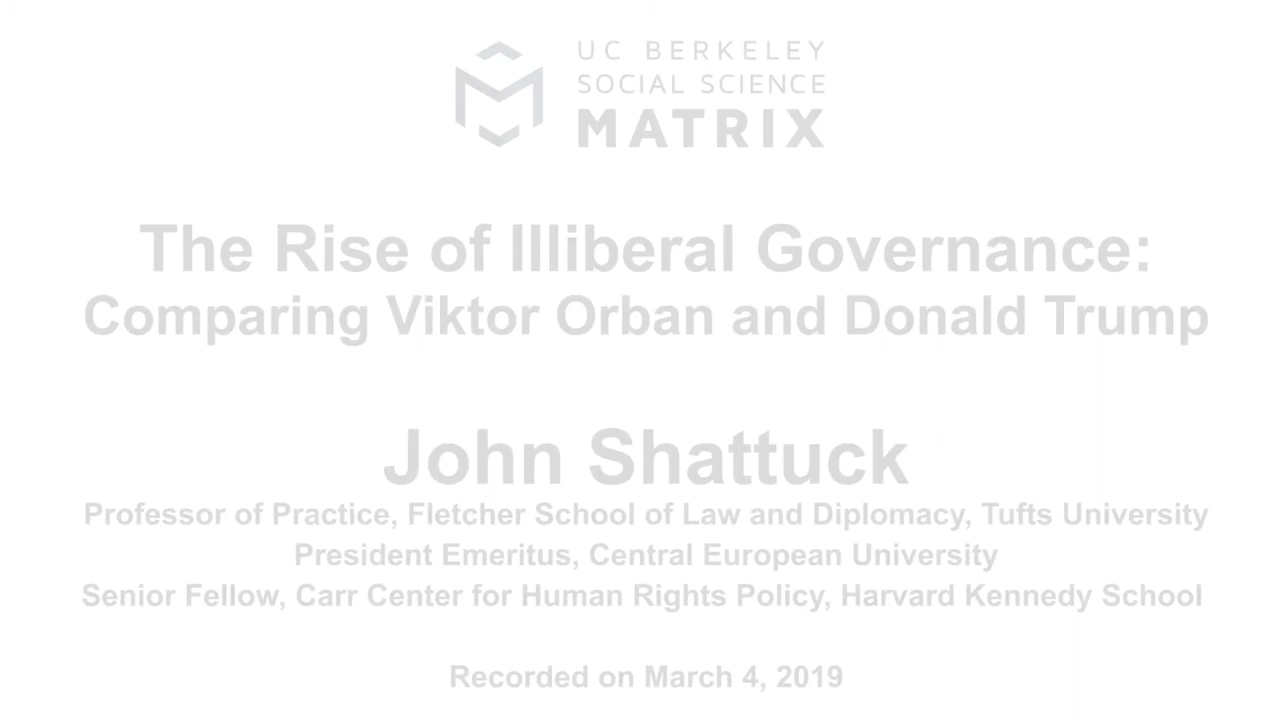 UC BERKELEY
SOCIAL SCIENCE
MATRIX
The Rise of Illiberal Governance:
Comparing Viktor Orban and Donald Trump
John Shattuck
Professor of Practice, Fletcher School of Law and Diplomacy, Tufts University
President Emeritus, Central European University
Senior Fellow, Carr Center for Human Rights Policy, Harvard Kennedy School
Recorded on March 4, 2019